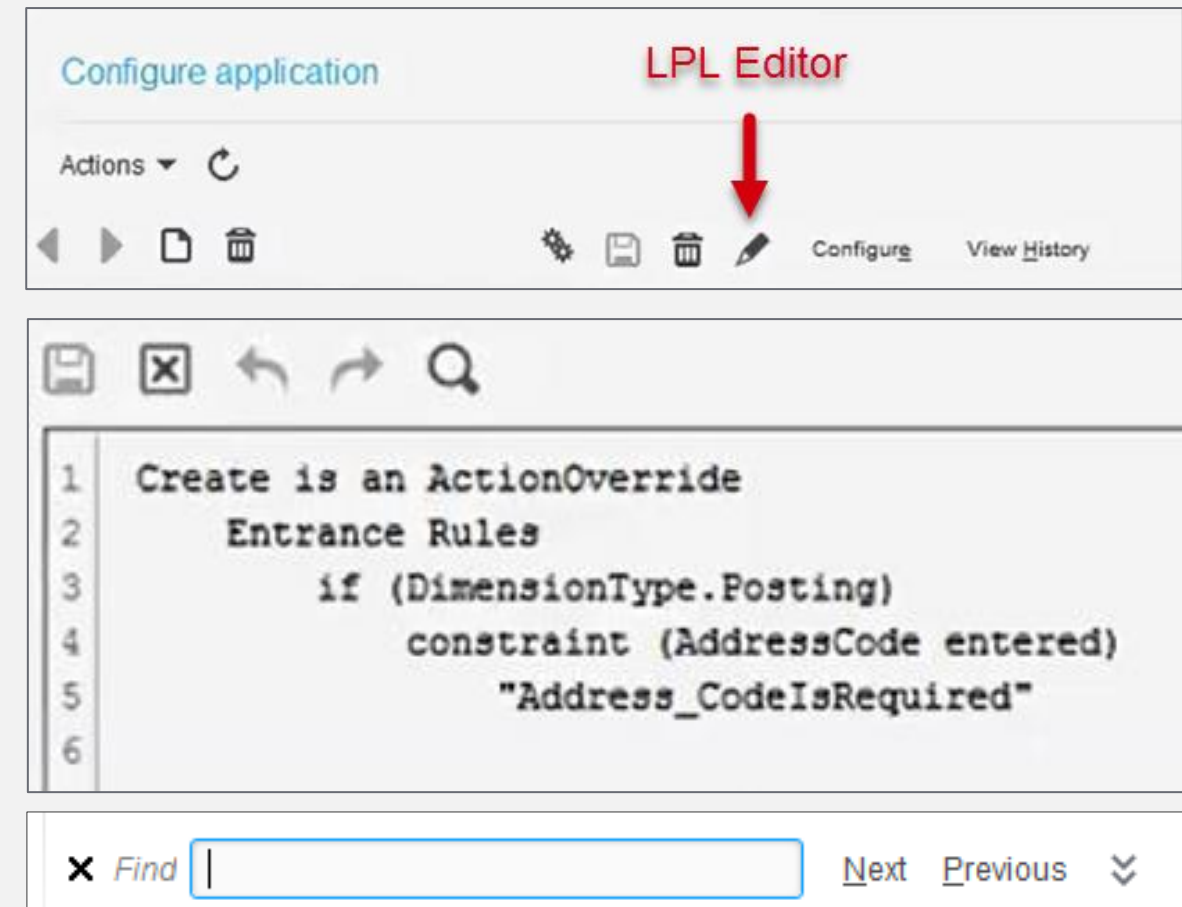 Configure application
LPL Editor
Actions
Configure View History
1 Create is an ActionOverride
2 Entrance Rules
3 if (DimensionType.Posting)
4 constraint (AddressCode entered)
5 "Address_CodeIsRequired"
6
Find Next Previous